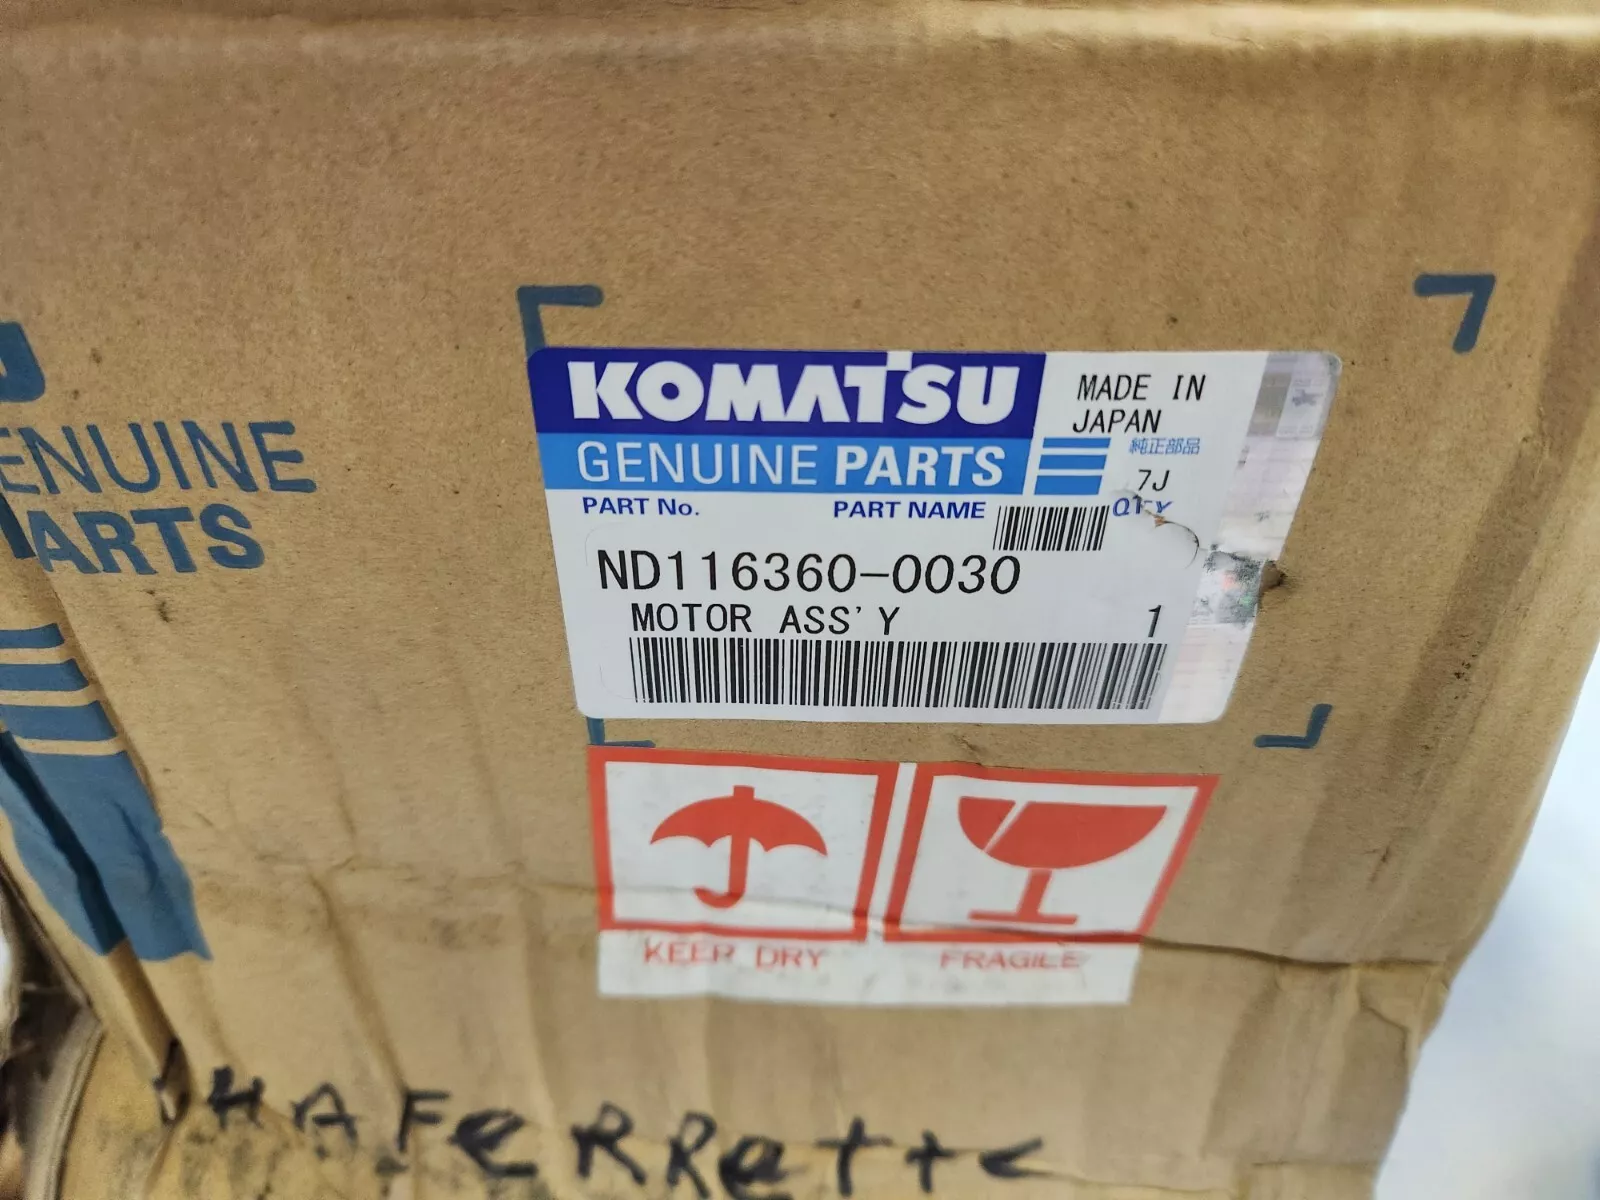 ENUINE
ARTS
KOMATSU
MADE IN
JAPAN
GENUINE PARTS
純正部品
7J
PART No.
PART NAME
Q'TY
ND116360-0030
MOTOR ASS'Y
1
KEEP DRY
FRAGILE